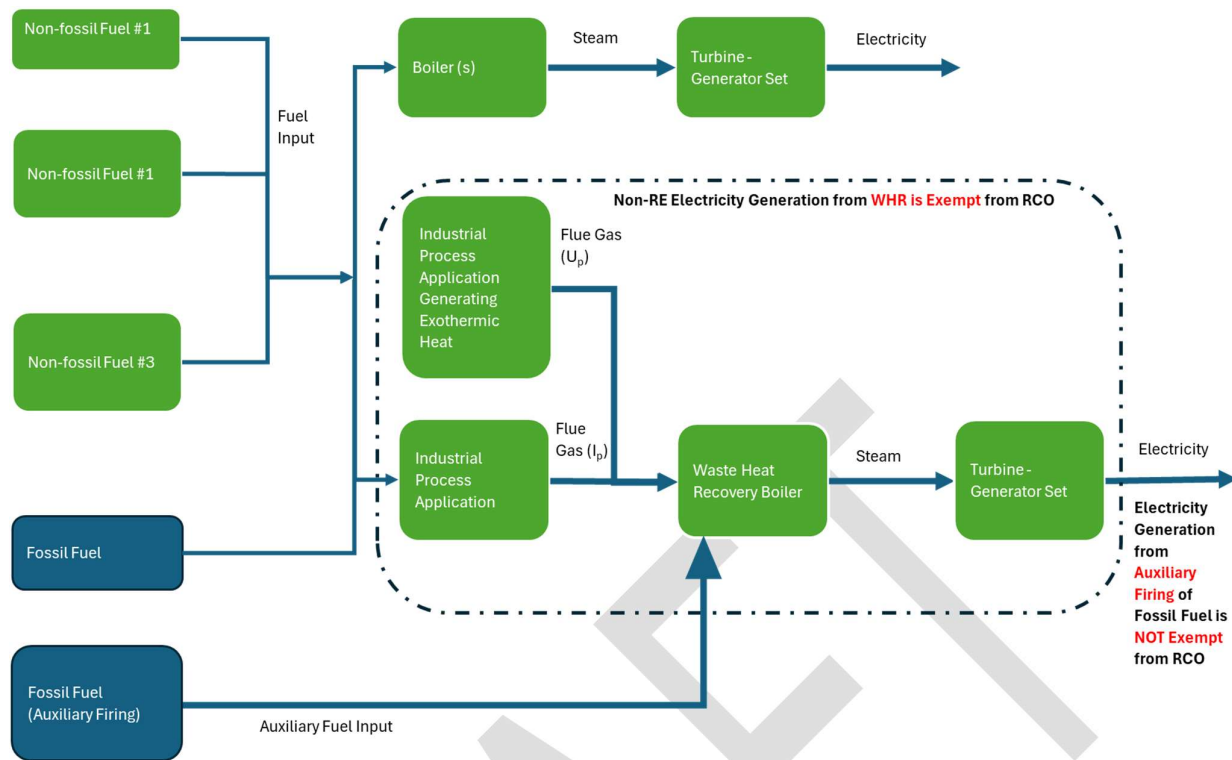 Non-fossil Fuel #1
Steam
Electricity
Boiler (s)
Turbine -
Generator Set
Fuel
Input
Non-fossil Fuel #1
Non-RE Electricity Generation from WHR is Exempt from RCO
Industrial
Process
Application
Generating
Exothermic
Heat
Flue Gas
(Uₚ)
Non-fossil Fuel #3
Flue
Gas (Iₚ)
Industrial
Process
Application
Waste Heat
Recovery Boiler
Steam
Turbine -
Generator Set
Electricity
Electricity
Generation
from
Auxiliary
Firing of
Fossil Fuel is
NOT Exempt
from RCO
Fossil Fuel
Fossil Fuel
(Auxiliary Firing)
Auxiliary Fuel Input